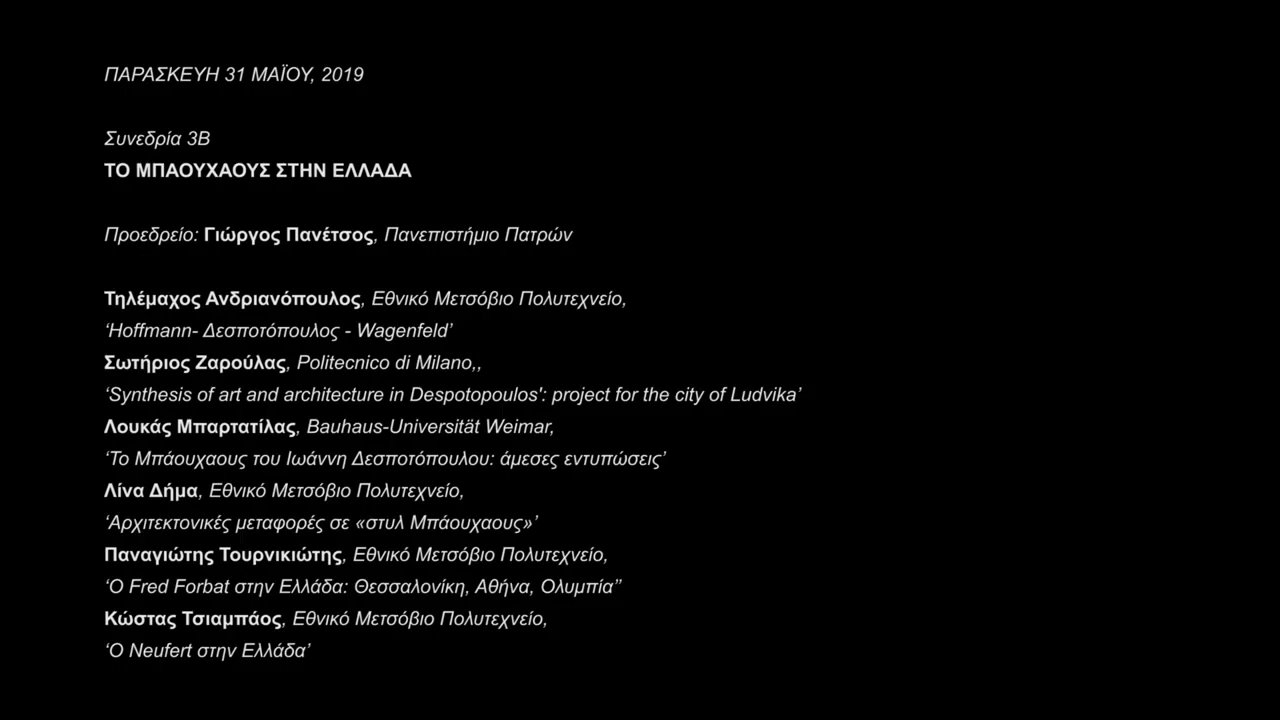 ΠΑΡΑΣΚΕΥΗ 31 ΜΑΪΟΥ, 2019
Συνεδρία 3Β
ΤΟ ΜΠΑΟΥΧΑΟΥΣ ΣΤΗΝ ΕΛΛΑΔΑ
Προεδρείο: Γιώργος Πανέτσος, Πανεπιστήμιο Πατρών
Τηλέμαχος Ανδριανόπουλος, Εθνικό Μετσόβιο Πολυτεχνείο,
‘Hoffmann- Δεσποτόπουλος - Wagenfeld’
Σωτήριος Ζαρούλας, Politecnico di Milano,,
‘Synthesis of art and architecture in Despotopoulos': project for the city of Ludvika’
Λουκάς Μπαρτατίλας, Bauhaus-Universität Weimar,
‘Το Μπάουχαους του Ιωάννη Δεσποτόπουλου: άμεσες εντυπώσεις’
Λίνα Δήμα, Εθνικό Μετσόβιο Πολυτεχνείο,
‘Αρχιτεκτονικές μεταφορές σε «στυλ Μπάουχαους»’
Παναγιώτης Τουρνικιώτης, Εθνικό Μετσόβιο Πολυτεχνείο,
‘Ο Fred Forbat στην Ελλάδα: Θεσσαλονίκη, Αθήνα, Ολυμπία’’
Κώστας Τσιαμπάος, Εθνικό Μετσόβιο Πολυτεχνείο,
‘Ο Neufert στην Ελλάδα’